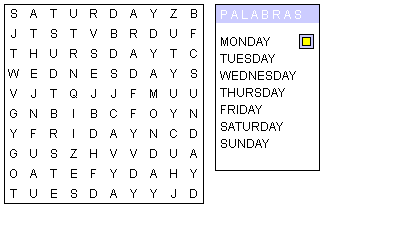 S A T U R D A Y Z B
J T S T V B R D U F
T H U R S D A Y T C
W E D N E S D A Y S
V J T Q J J F M U U
G N B I B C F O Y N
Y F R I D A Y N C D
G U S Z H V V D U A
O A T E F Y D A H Y
T U E S D A Y Y J D
PALABRAS
MONDAY
TUESDAY
WEDNESDAY
THURSDAY
FRIDAY
SATURDAY
SUNDAY